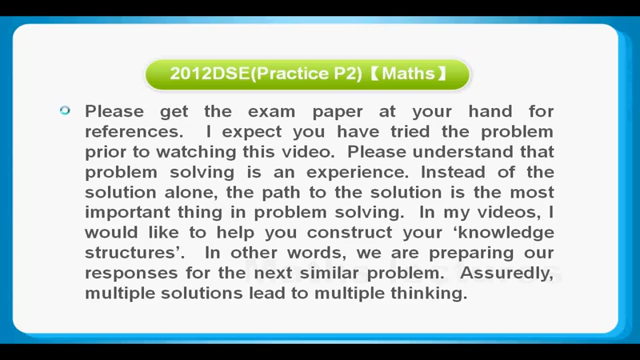 2012DSE(Practice P2)【Maths】
Please get the exam paper at your hand for
references. I expect you have tried the problem
prior to watching this video. Please understand that
problem solving is an experience. Instead of the
solution alone, the path to the solution is the most
important thing in problem solving. In my videos, I
would like to help you construct your ‘knowledge
structures’. In other words, we are preparing our
responses for the next similar problem. Assuredly,
multiple solutions lead to multiple thinking.